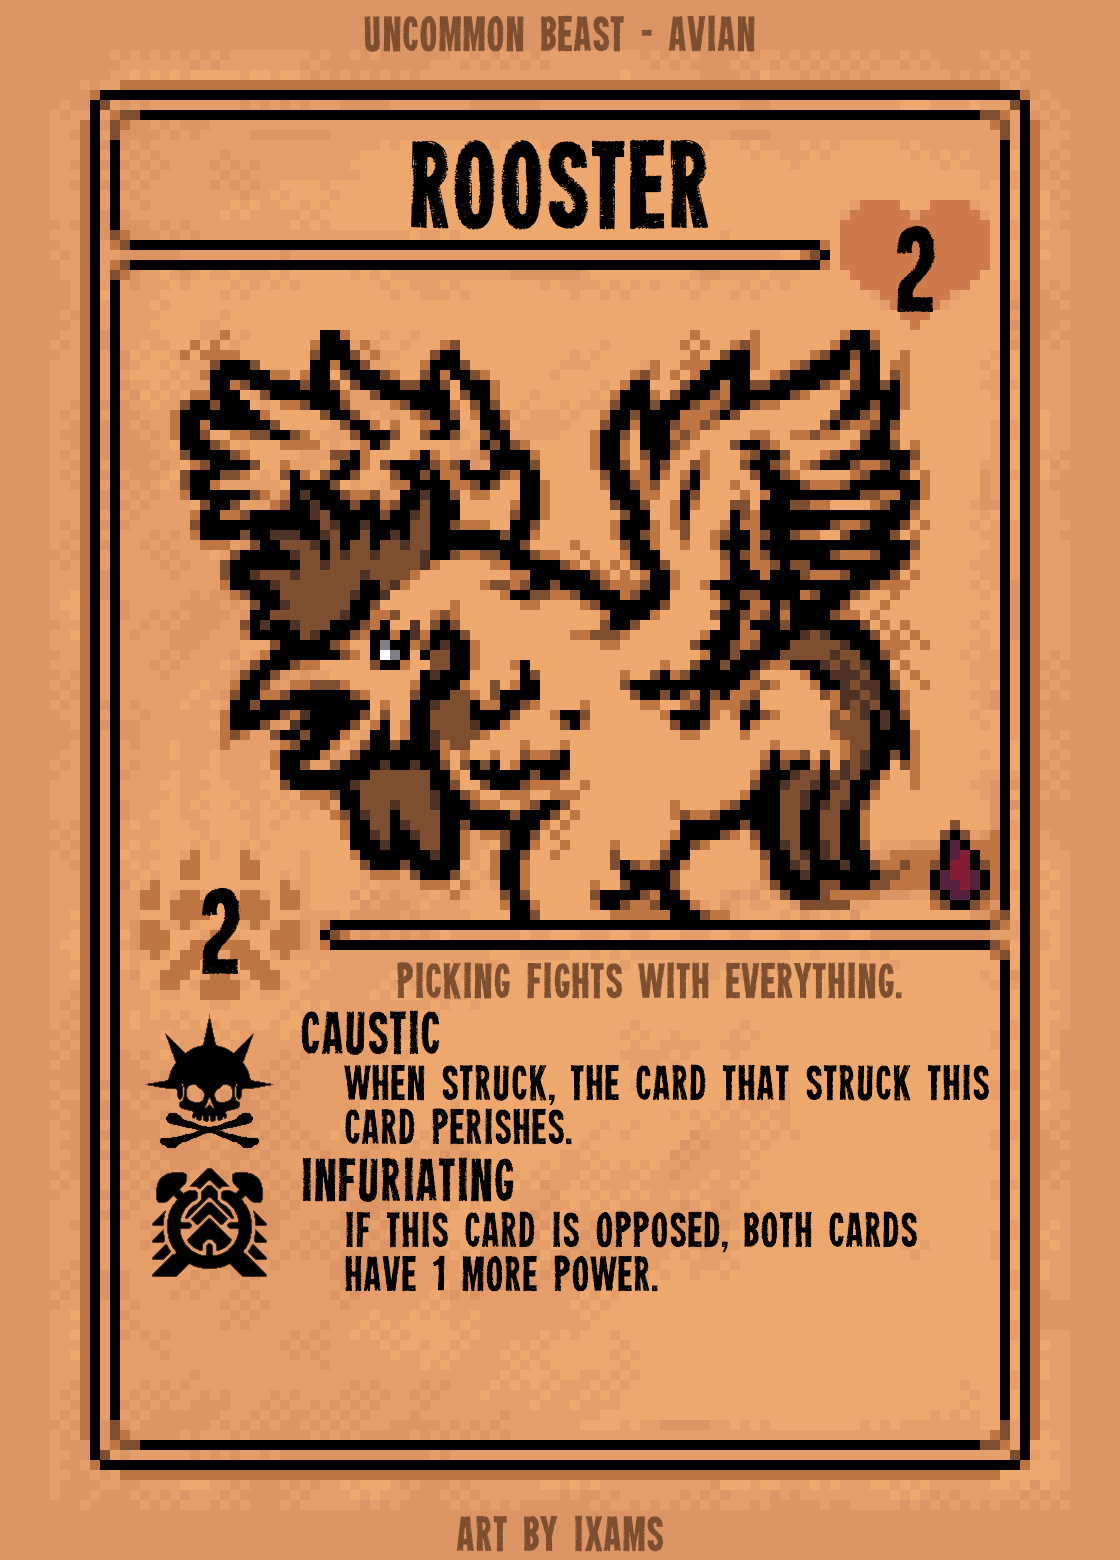 UNCOMMON BEAST - AVIAN
ROOSTER
2
2
PICKING FIGHTS WITH EVERYTHING.
CAUSTIC
WHEN STRUCK, THE CARD THAT STRUCK THIS
CARD PERISHES.
INFURIATING
IF THIS CARD IS OPPOSED, BOTH CARDS
HAVE 1 MORE POWER.
ART BY IXAMS